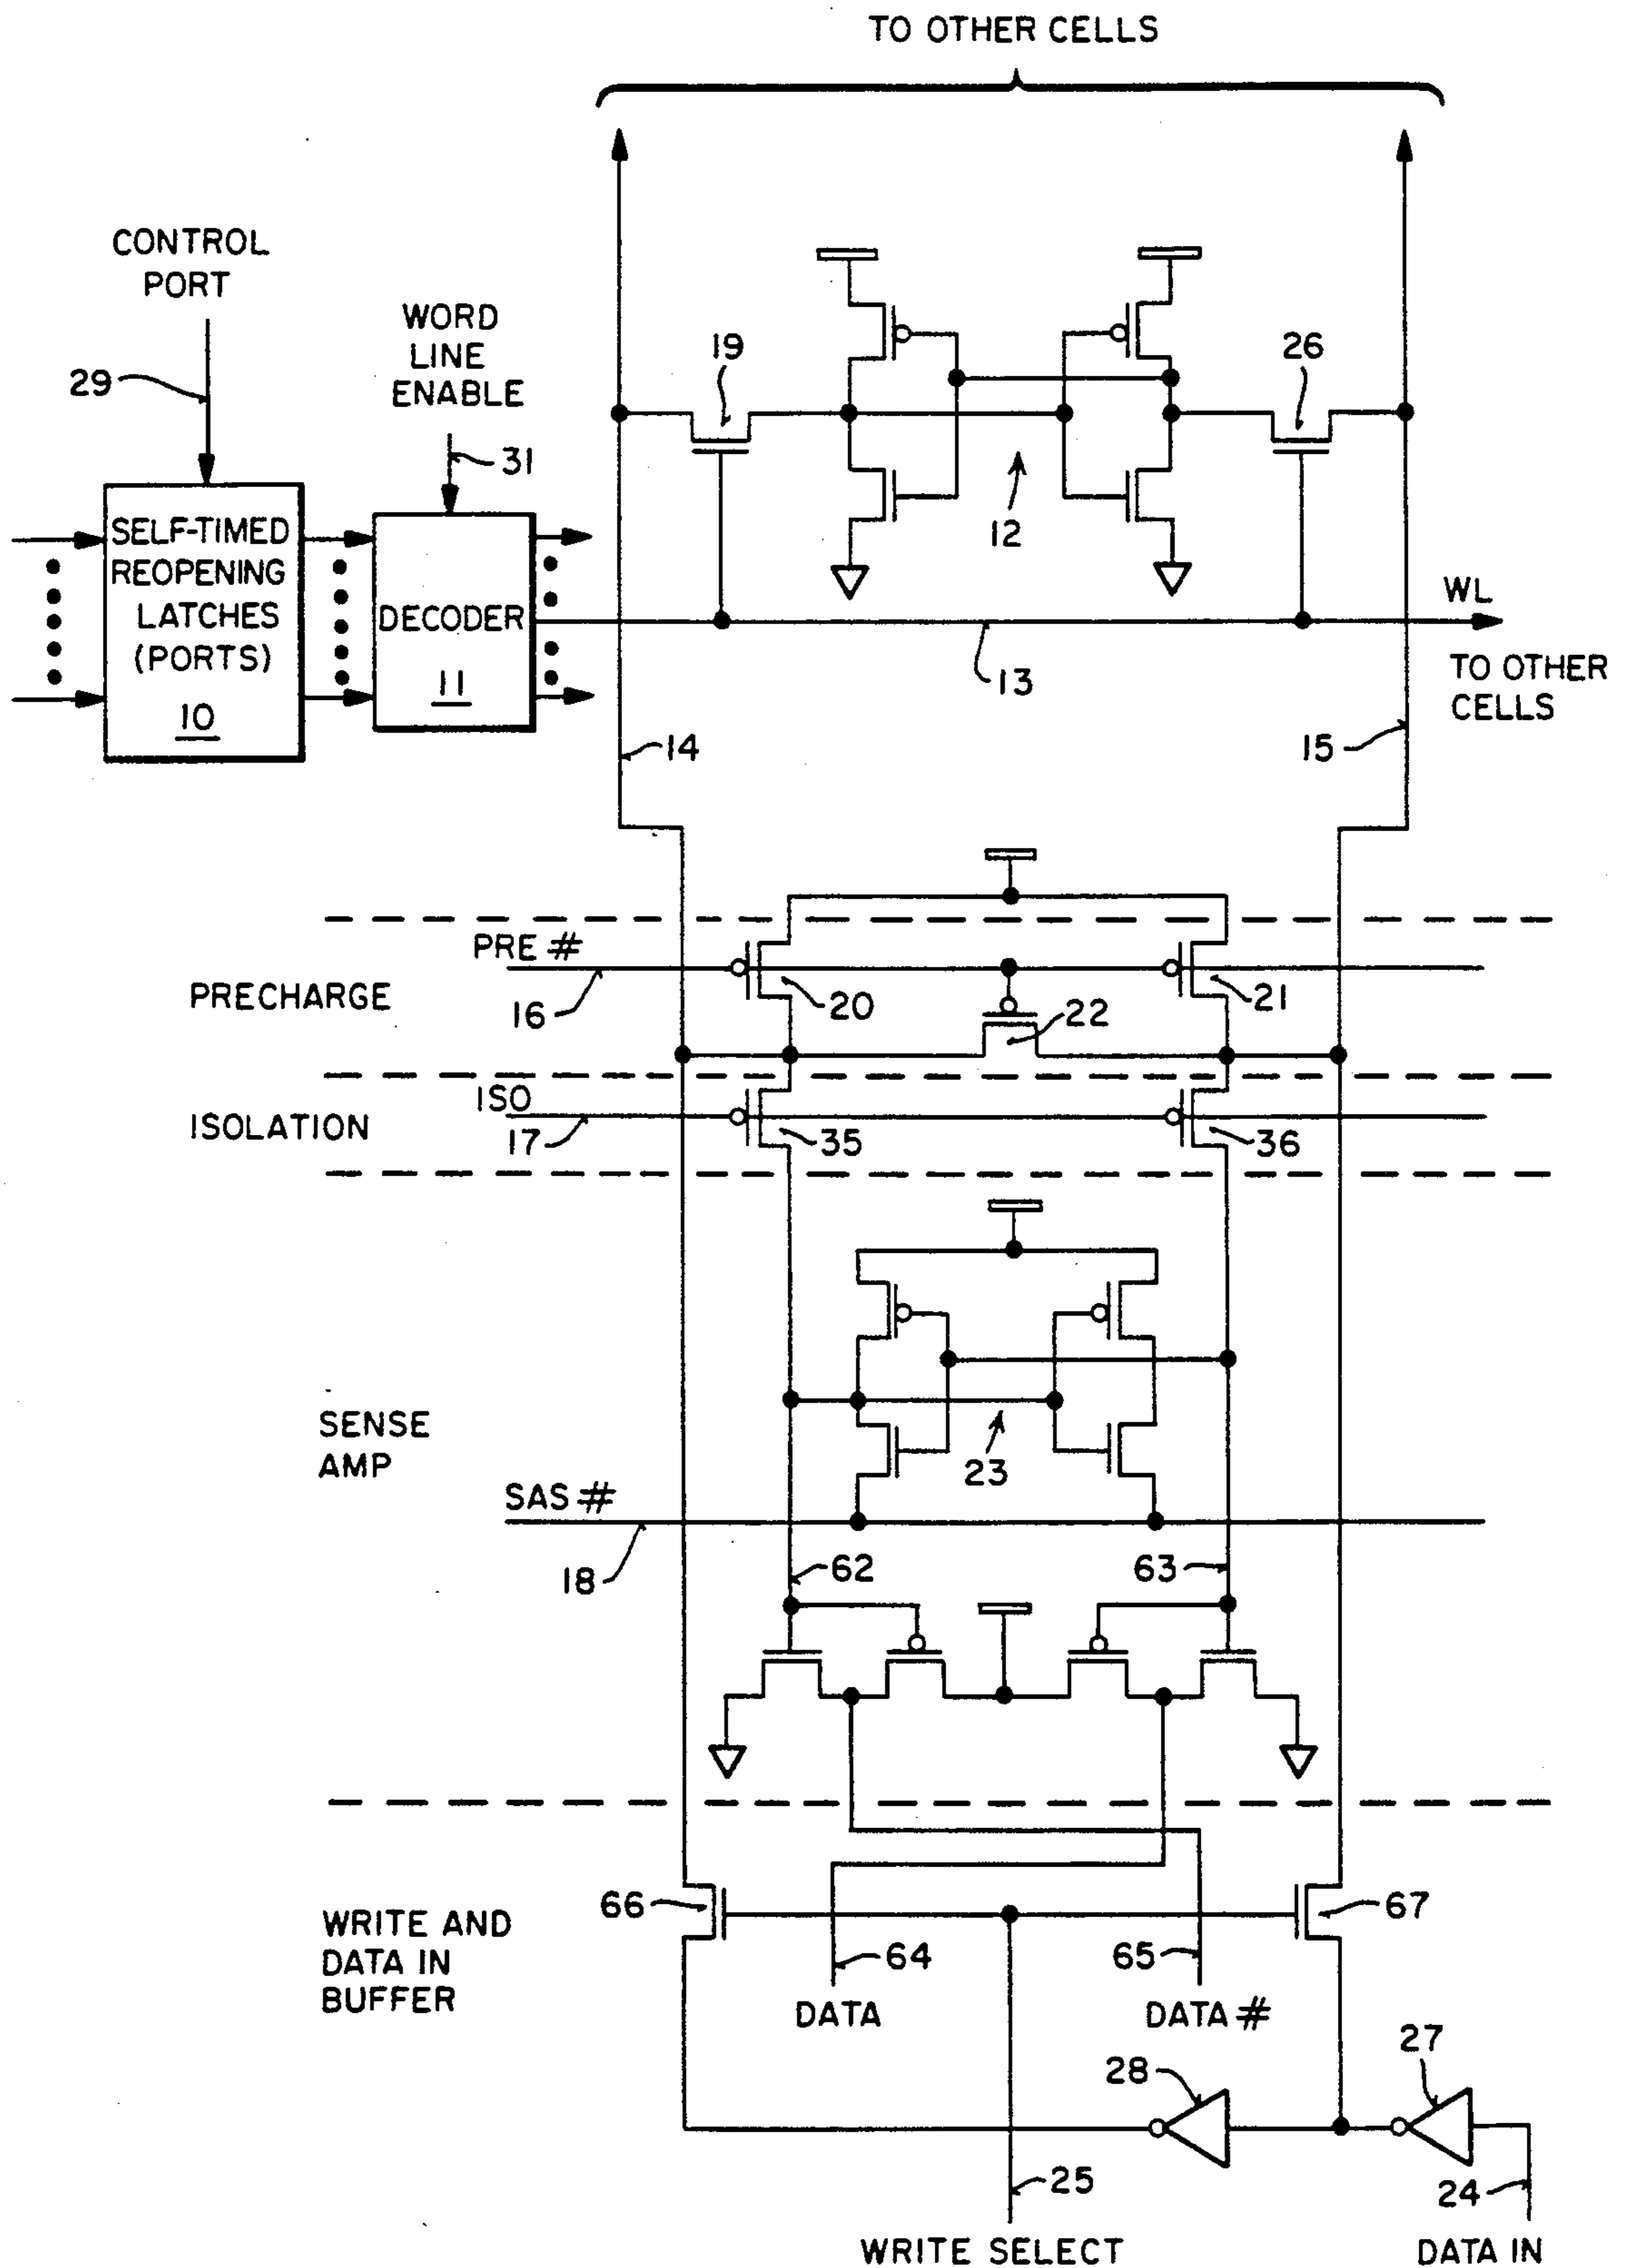 TO OTHER CELLS
CONTROL
PORT
29
WORD
LINE
ENABLE
31
19
26
12
SELF-TIMED
REOPENING
LATCHES
(PORTS)
10
DECODER
11
WL
TO OTHER
CELLS
13
14
15
PRE #
PRECHARGE
16
20
21
22
ISO
ISOLATION
17
35
36
SENSE
AMP
23
SAS #
18
62
63
WRITE AND
DATA IN
BUFFER
66
67
64
65
DATA
DATA #
28
27
25
24
WRITE SELECT
DATA IN